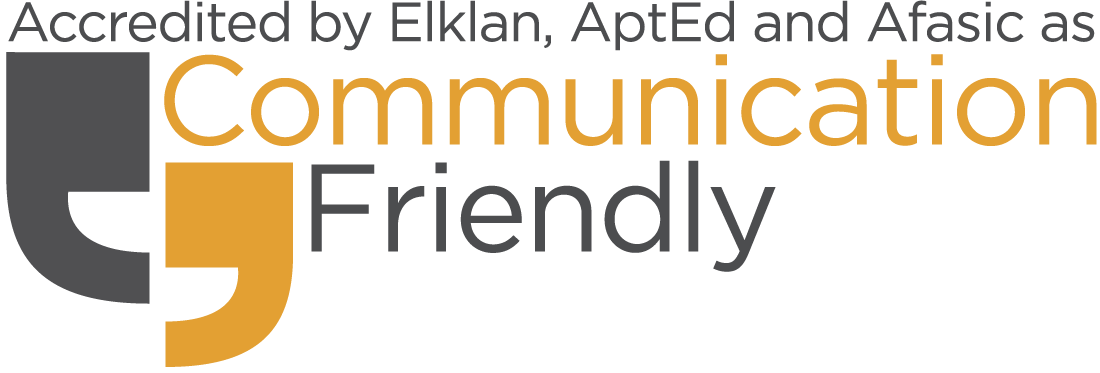 Accredited by Elklan, AptEd and Afasic as
Communication
Friendly